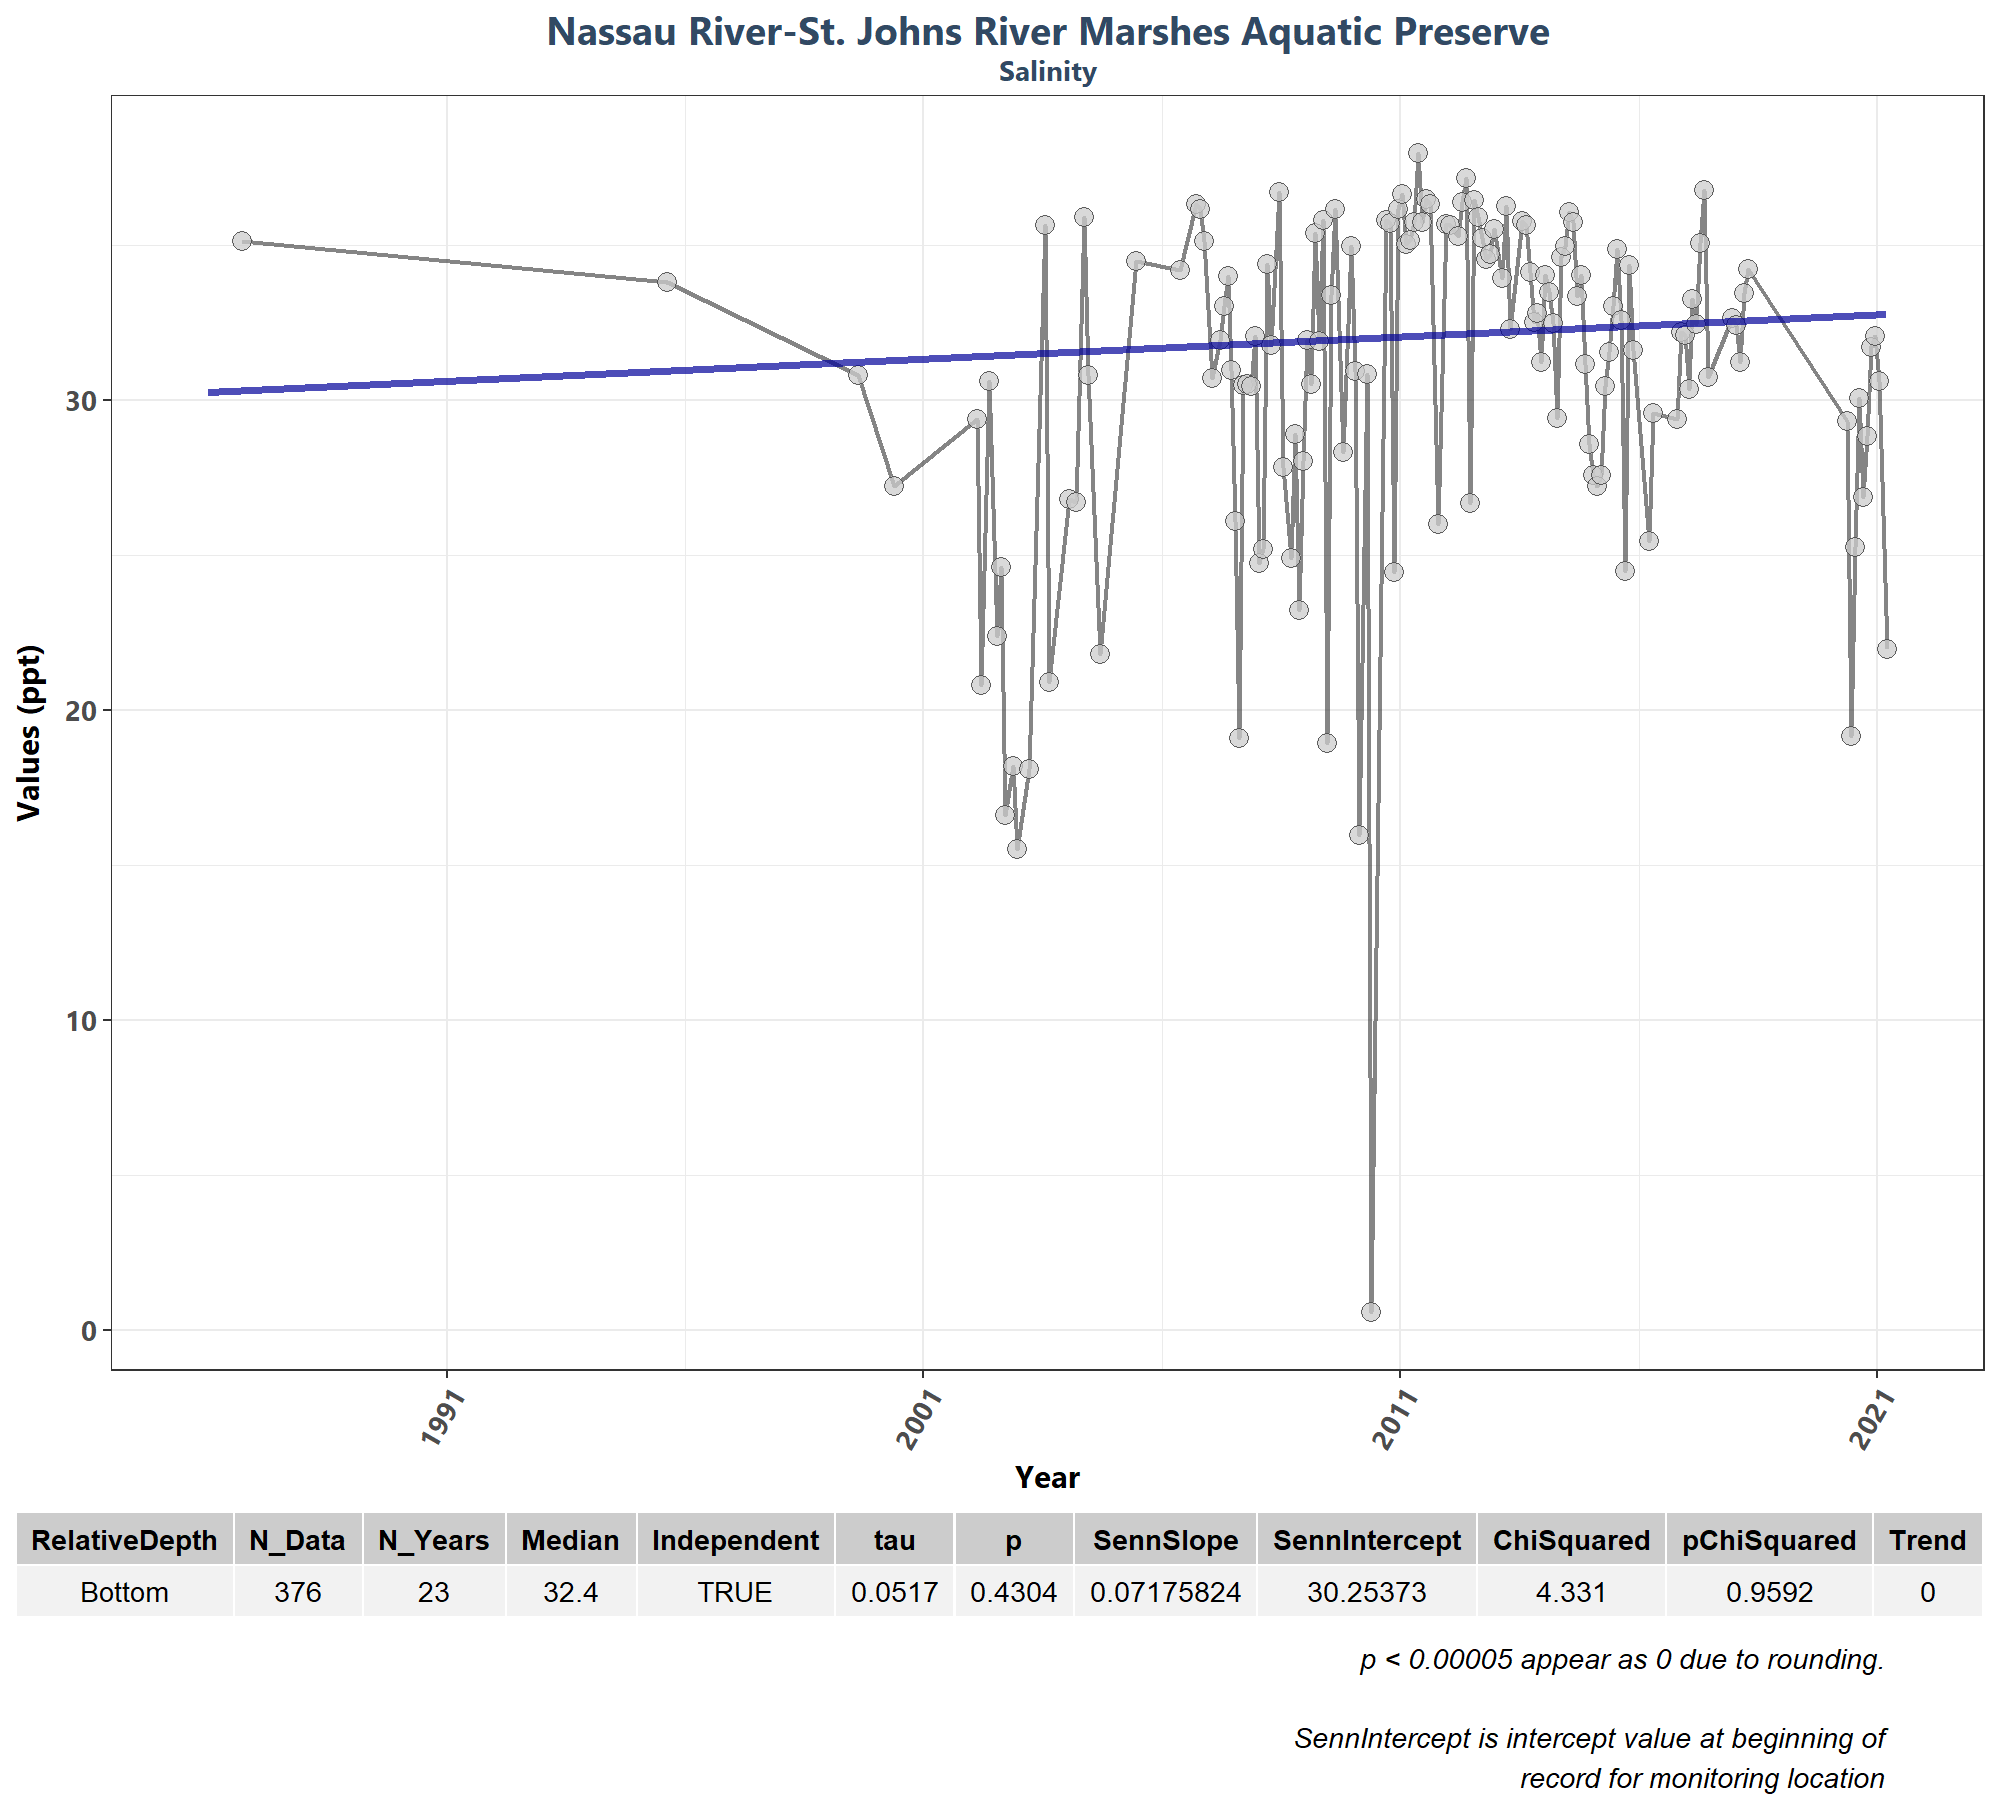 Nassau River-St. Johns River Marshes Aquatic Preserve
Salinity
Values (ppt)
30
20
10
0
1991 2001 2011 2021
Year
RelativeDepth N_Data N_Years Median Independent tau p SennSlope SennIntercept ChiSquared pChiSquared Trend
Bottom 376 23 32.4 TRUE 0.0517 0.4304 0.07175824 30.25373 4.331 0.9592 0
p < 0.00005 appear as 0 due to rounding.
SennIntercept is intercept value at beginning of
record for monitoring location